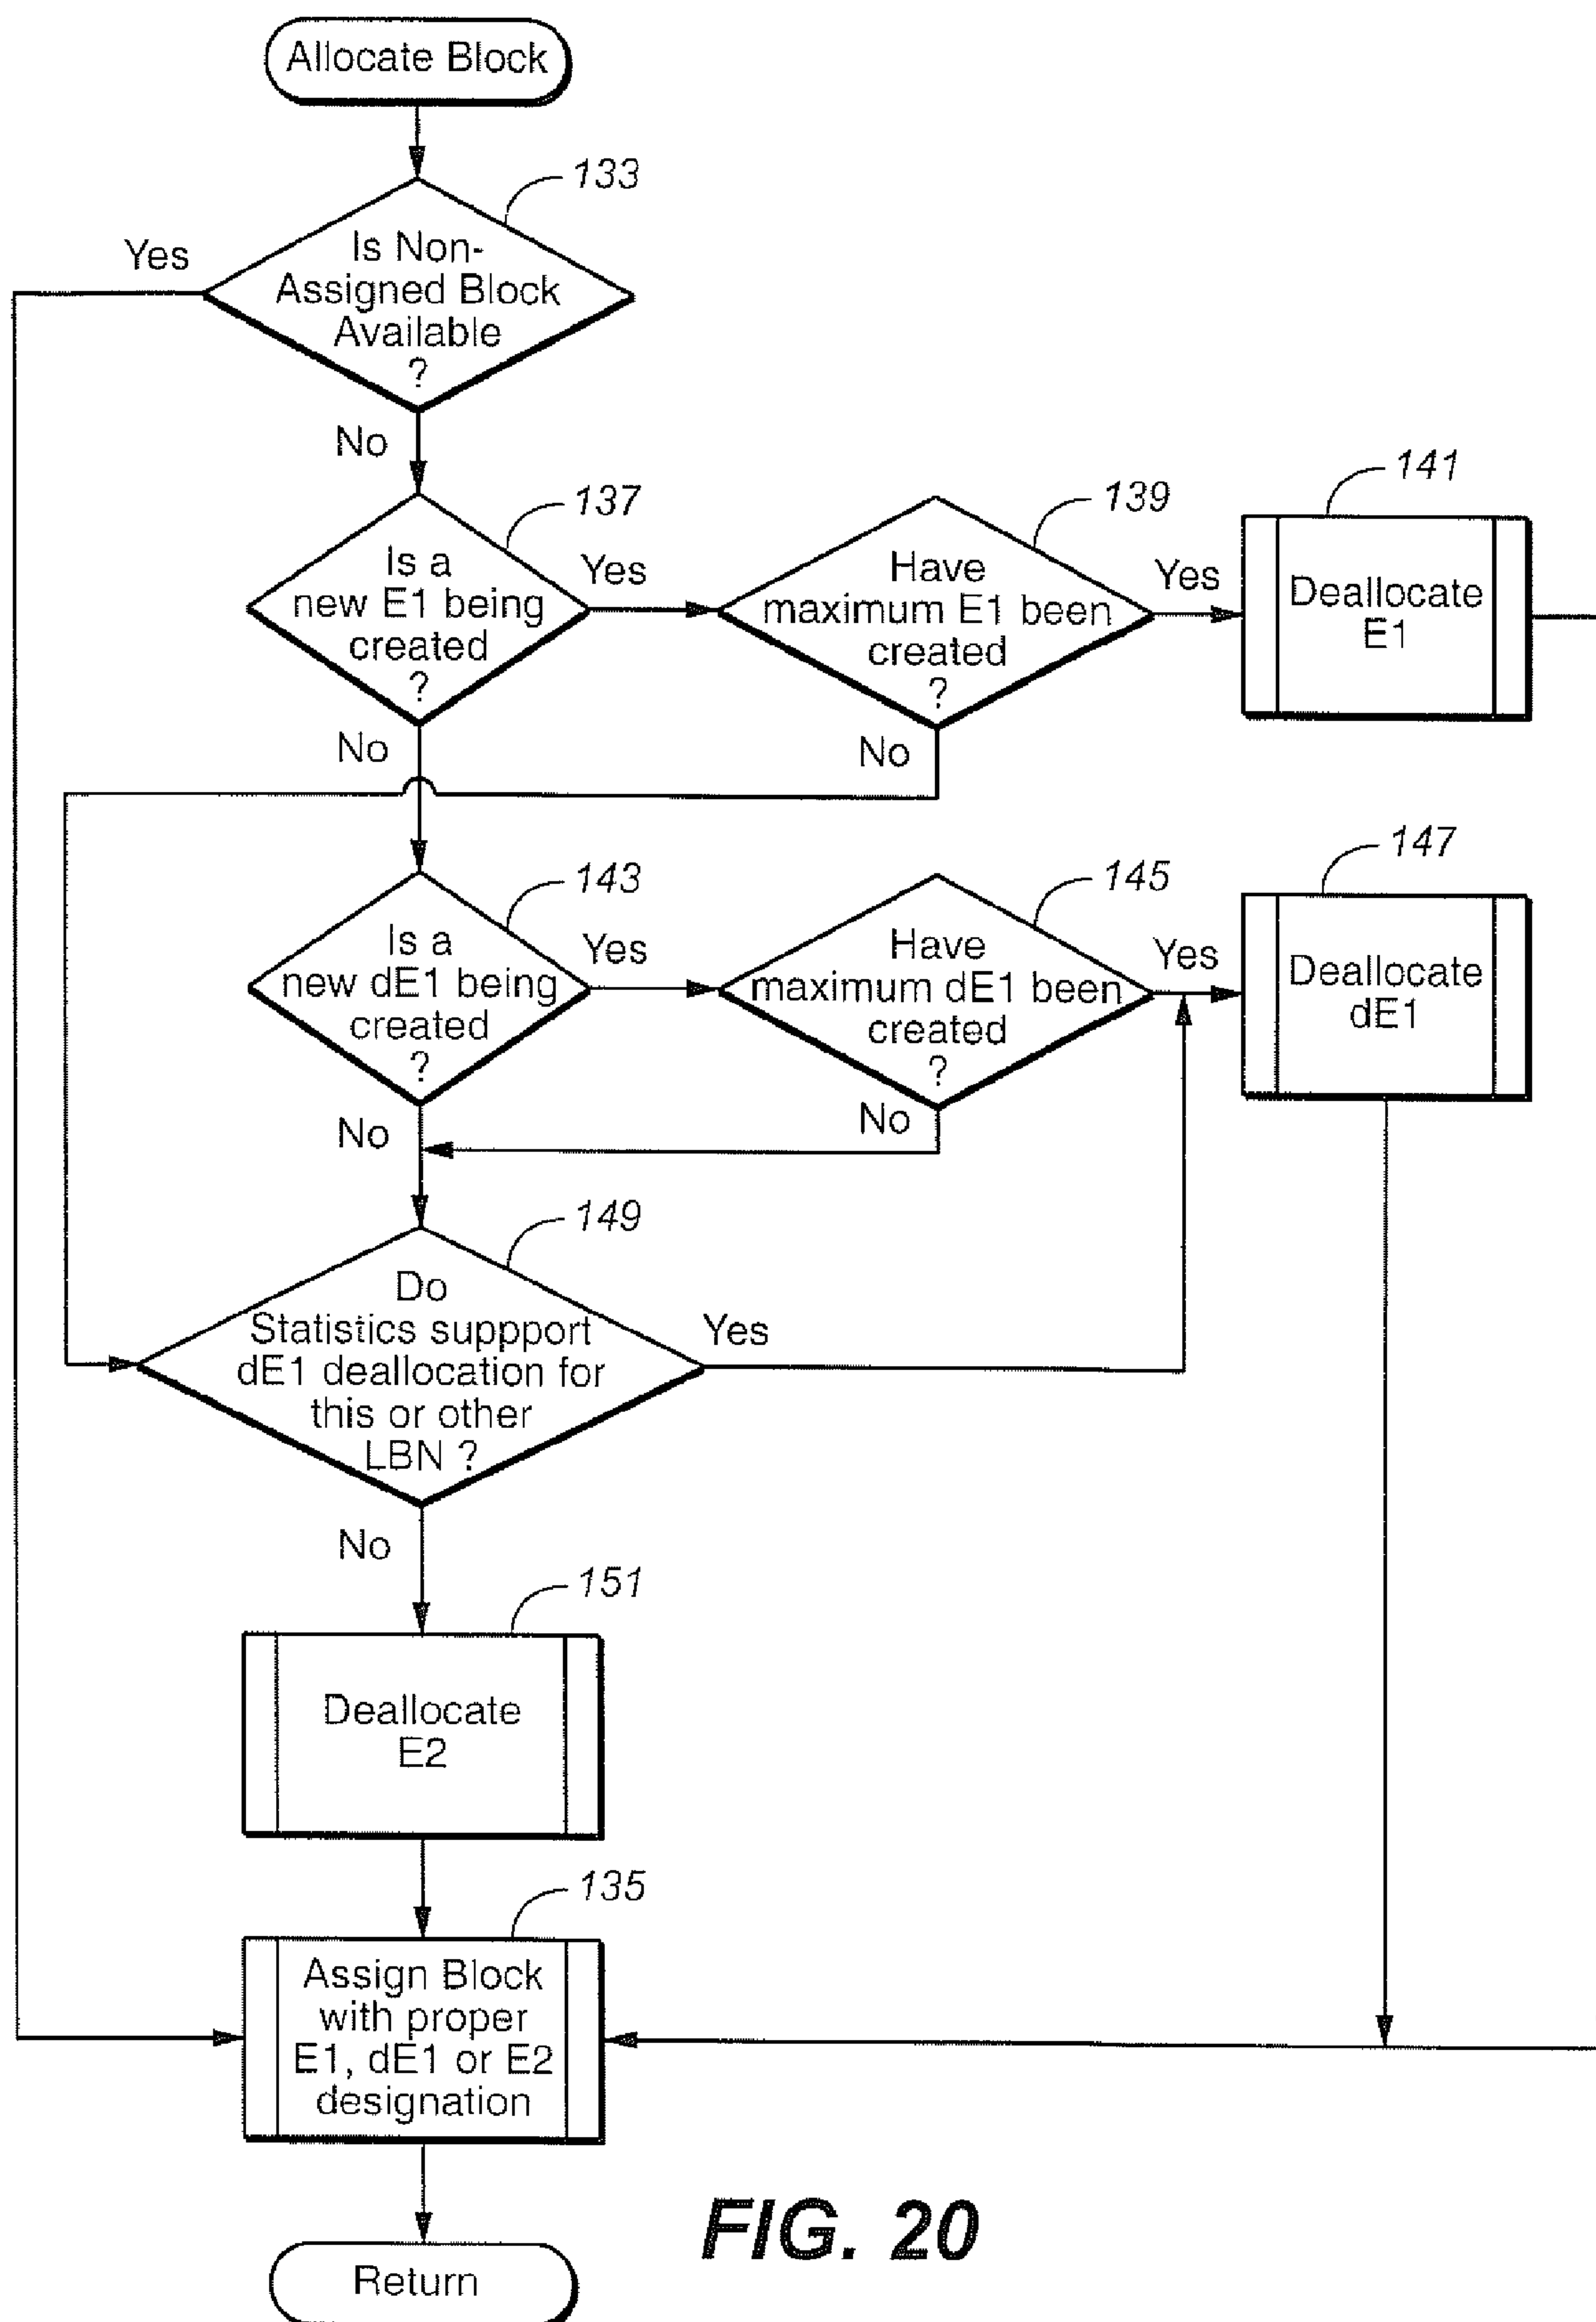 Allocate Block
133
Yes
Is Non-
Assigned Block
Available
?
No
137
Is a
new E1 being
created
?
Yes
139
Have
maximum E1 been
created
?
Yes
141
Deallocate
E1
No
No
143
Is a
new dE1 being
created
?
Yes
145
Have
maximum dE1 been
created
?
Yes
147
Deallocate
dE1
No
No
149
Do
Statistics suppport
dE1 deallocation for
this or other
LBN ?
Yes
No
151
Deallocate
E2
135
Assign Block
with proper
E1, dE1 or E2
designation
Return
FIG. 20